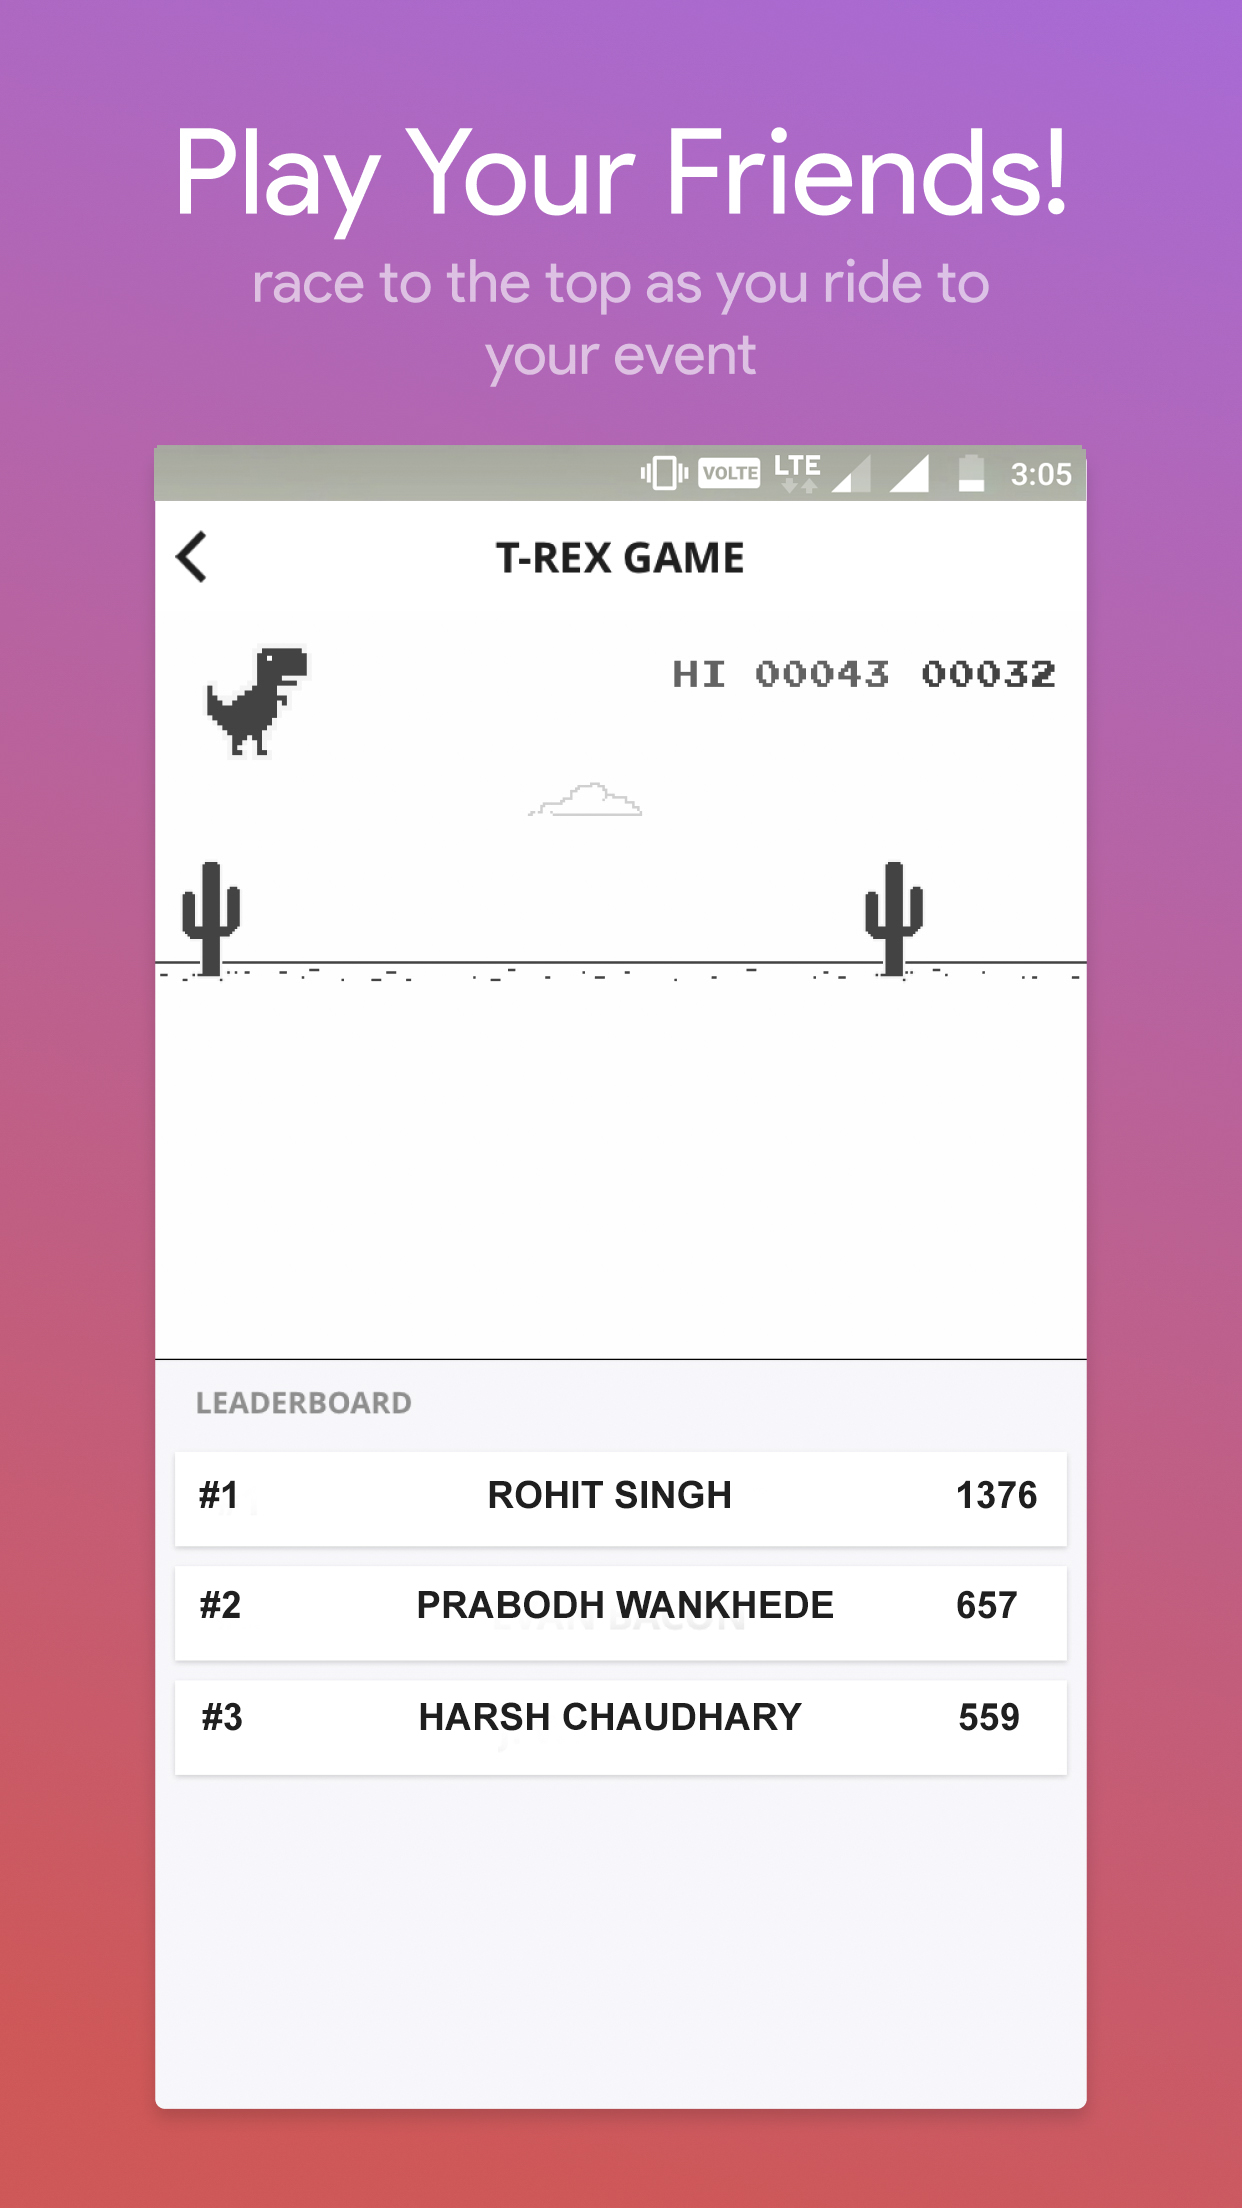 Play Your Friends!
race to the top as you ride to
your event
VOLTE LTE 3:05
T-REX GAME
HI 00043 00032
LEADERBOARD
#1 ROHIT SINGH 1376
#2 PRABODH WANKHEDE 657
#3 HARSH CHAUDHARY 559